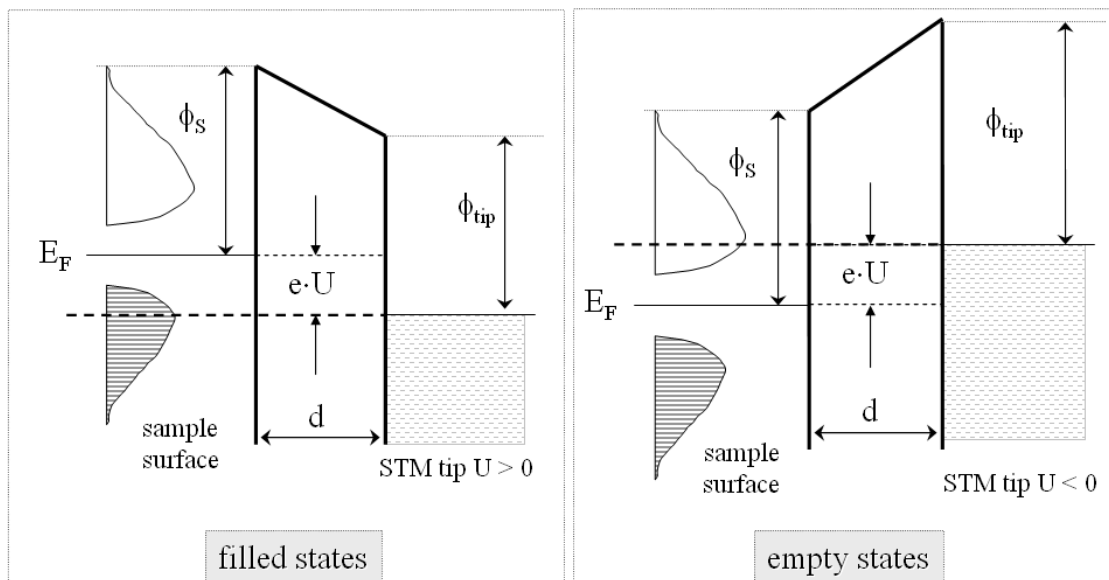 ϕS
ϕtip
EF
e·U
d
sample
surface
STM tip U > 0
filled states
ϕtip
ϕS
e·U
EF
d
sample
surface
STM tip U < 0
empty states